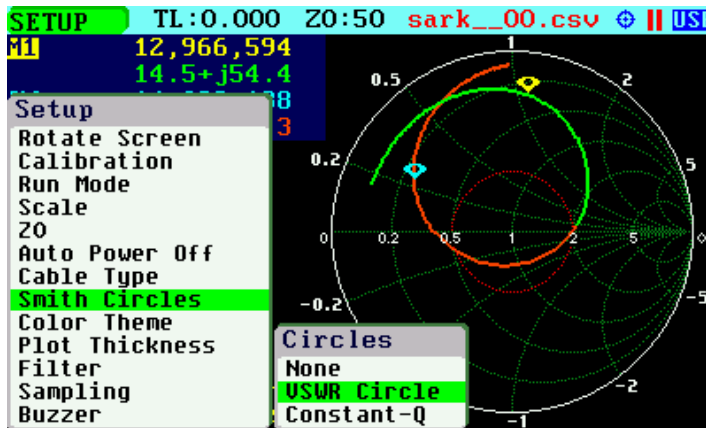 SETUP TL:0.000 Z0:50 sark__00.csv
M1 12,966,594
14.5+j54.4
8
3
Setup
Rotate Screen
Calibration
Run Mode
Scale
Z0
Auto Power Off
Cable Type
Smith Circles
Color Theme
Plot Thickness
Filter
Sampling
Buzzer
Circles
None
VSWR Circle
Constant-Q
1
0.5
2
0.2
5
0
0.2
0.5
1
2
5
-0.2
-5
-2
-1